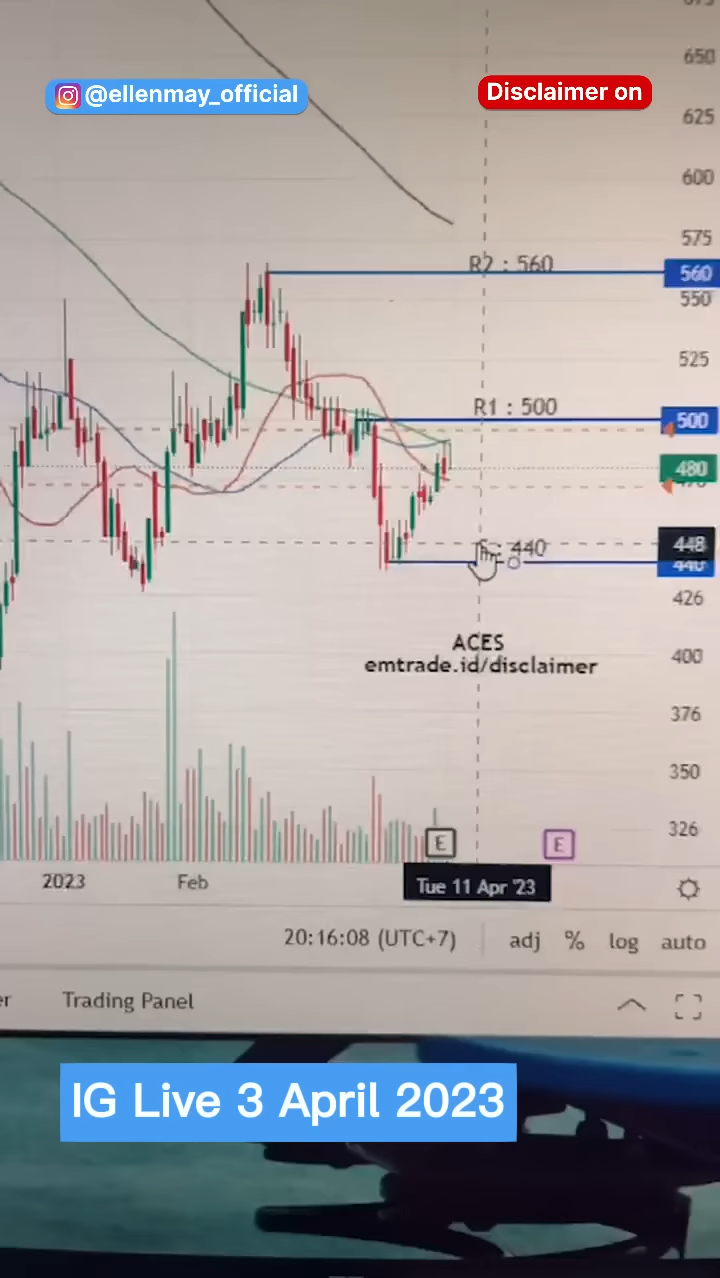 650
@ellenmay_official
Disclaimer on
625
600
575
R2 : 560
560
550
525
R1 : 500
500
480
: 440
448
440
426
ACES
emtrade.id/disclaimer
400
376
350
326
E
E
2023
Feb
Tue 11 Apr '23
20:16:08 (UTC+7)
adj
%
log
auto
Trading Panel
IG Live 3 April 2023